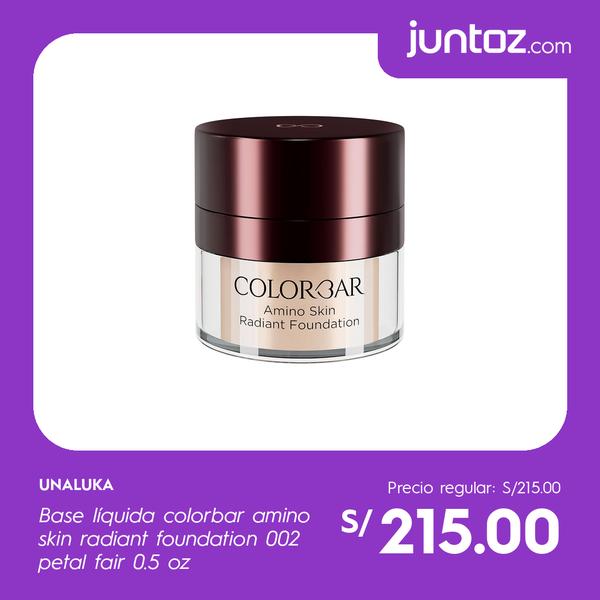 juntoz.com
COLORBAR
Amino Skin
Radiant Foundation
UNALUKA
Base líquida colorbar amino
skin radiant foundation 002
petal fair 0.5 oz
Precio regular: S/215.00
S/ 215.00